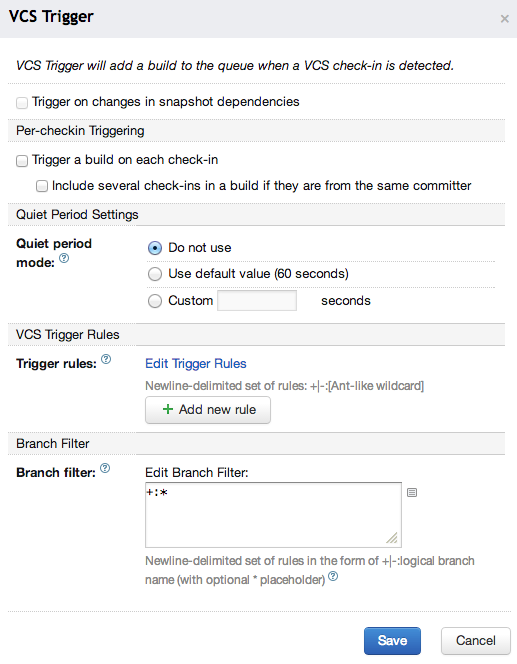 VCS Trigger
VCS Trigger will add a build to the queue when a VCS check-in is detected.
Trigger on changes in snapshot dependencies
Per-checkin Triggering
Trigger a build on each check-in
Include several check-ins in a build if they are from the same committer
Quiet Period Settings
Quiet period
mode:
Do not use
Use default value (60 seconds)
Custom seconds
VCS Trigger Rules
Trigger rules: Edit Trigger Rules
Newline-delimited set of rules: +|-:[Ant-like wildcard]
+ Add new rule
Branch Filter
Branch filter: Edit Branch Filter:
+:*
Newline-delimited set of rules in the form of +|-:logical branch
name (with optional * placeholder)
Save Cancel